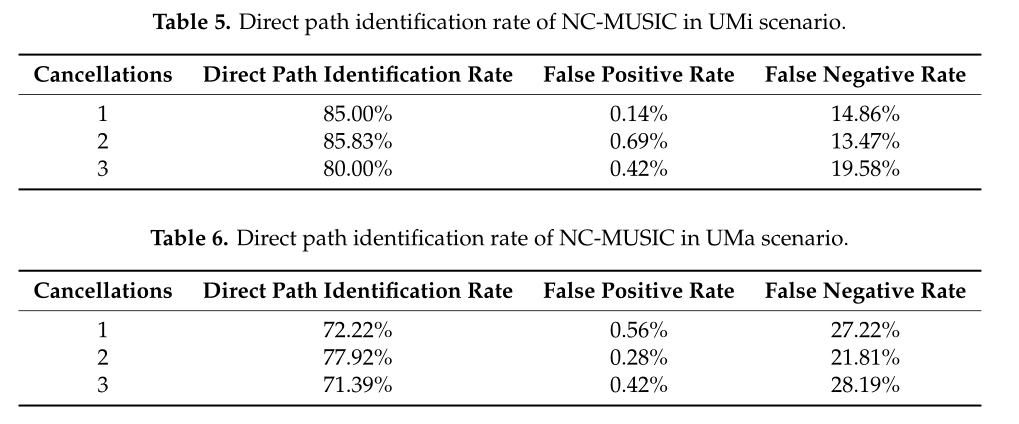 Table 5. Direct path identification rate of NC-MUSIC in UMi scenario.
Cancellations Direct Path Identification Rate False Positive Rate False Negative Rate
1 85.00% 0.14% 14.86%
2 85.83% 0.69% 13.47%
3 80.00% 0.42% 19.58%
Table 6. Direct path identification rate of NC-MUSIC in UMa scenario.
Cancellations Direct Path Identification Rate False Positive Rate False Negative Rate
1 72.22% 0.56% 27.22%
2 77.92% 0.28% 21.81%
3 71.39% 0.42% 28.19%